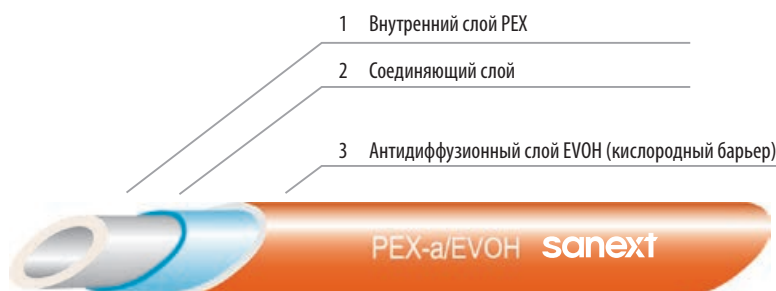 1 Внутренний слой PEX
2 Соединяющий слой
3 Антидиффузионный слой EVOH (кислородный барьер)
PEX-a/EVOH sanext